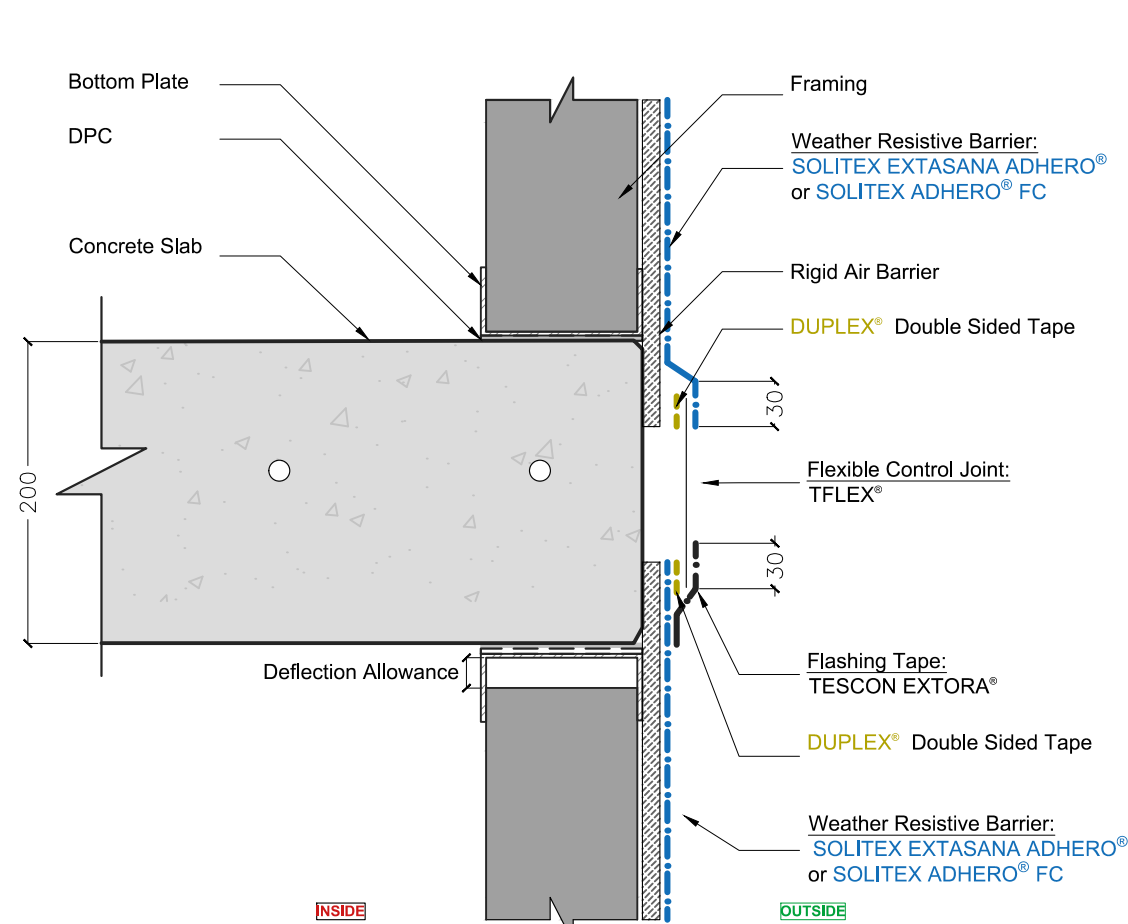 Bottom Plate
DPC
Concrete Slab
200
Deflection Allowance
INSIDE
Framing
Weather Resistive Barrier:
SOLITEX EXTASANA ADHERO®
or SOLITEX ADHERO® FC
Rigid Air Barrier
DUPLEX® Double Sided Tape
30
Flexible Control Joint:
TFLEX®
30
Flashing Tape:
TESCON EXTORA®
DUPLEX® Double Sided Tape
Weather Resistive Barrier:
SOLITEX EXTASANA ADHERO®
or SOLITEX ADHERO® FC
OUTSIDE